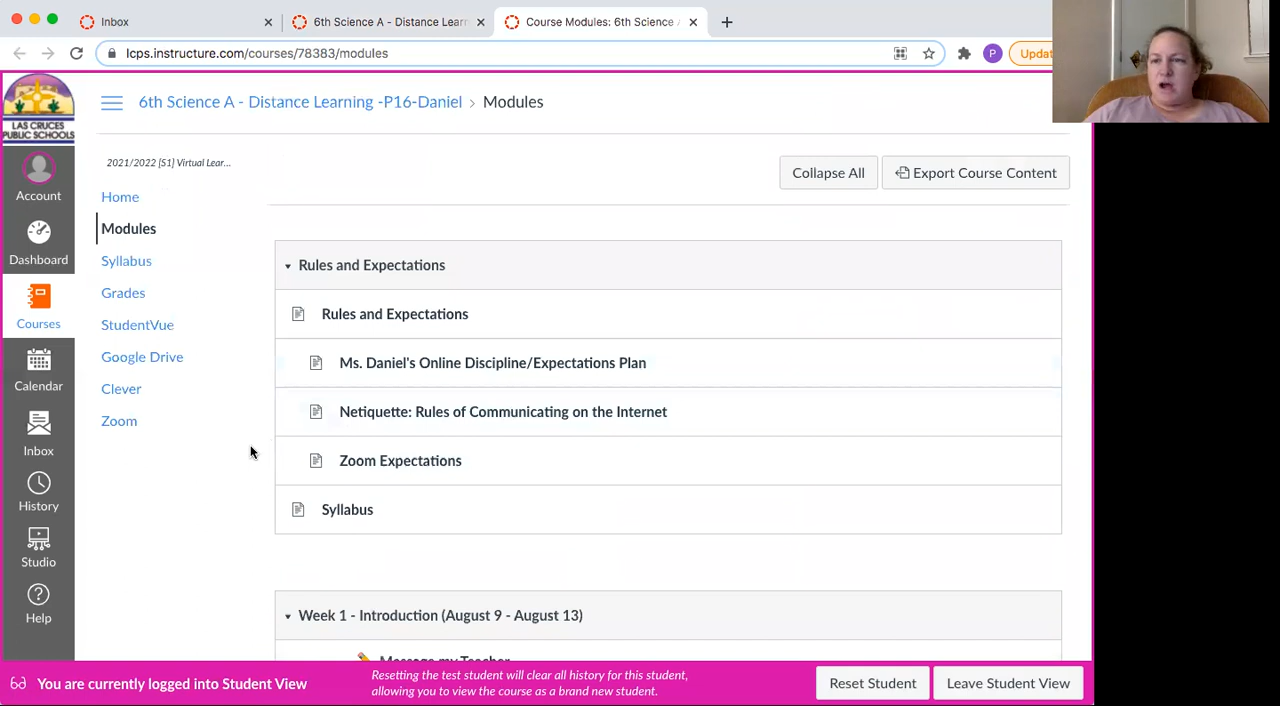 Inbox
6th Science A - Distance Learn
Course Modules: 6th Science A
lcps.instructure.com/courses/78383/modules
P
Updat
LAS CRUCES
PUBLIC SCHOOLS
6th Science A - Distance Learning -P16-Daniel > Modules
2021/2022 [S1] Virtual Lear...
Collapse All
Export Course Content
Account
Dashboard
Courses
Calendar
Inbox
History
Studio
Help
Home
Modules
Syllabus
Grades
StudentVue
Google Drive
Clever
Zoom
Rules and Expectations
Rules and Expectations
Ms. Daniel's Online Discipline/Expectations Plan
Netiquette: Rules of Communicating on the Internet
Zoom Expectations
Syllabus
Week 1 - Introduction (August 9 - August 13)
Message my Teacher
You are currently logged into Student View
Resetting the test student will clear all history for this student,
allowing you to view the course as a brand new student.
Reset Student
Leave Student View